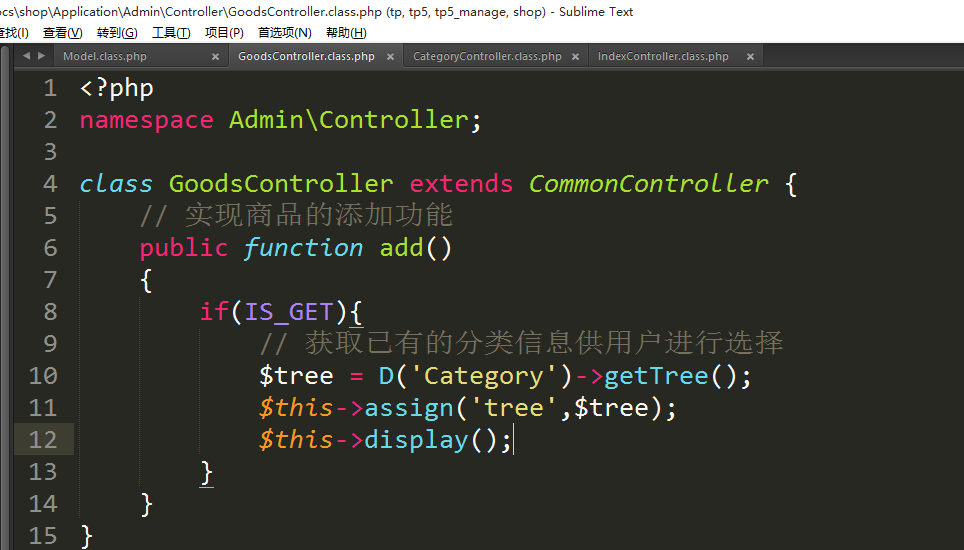 ocs\shop\Application\Admin\Controller\GoodsController.class.php (tp, tp5, tp5_manage, shop) - Sublime Text
查找(I) 查看(V) 转到(G) 工具(T) 项目(P) 首选项(N) 帮助(H)
Model.class.php × GoodsController.class.php × CategoryController.class.php × IndexController.class.php ×
1 <?php
2 namespace Admin\Controller;
3
4 class GoodsController extends CommonController {
5     // 实现商品的添加功能
6     public function add()
7     {
8         if(IS_GET){
9             // 获取已有的分类信息供用户进行选择
10             $tree = D('Category')->getTree();
11             $this->assign('tree',$tree);
12             $this->display();
13         }
14     }
15 }